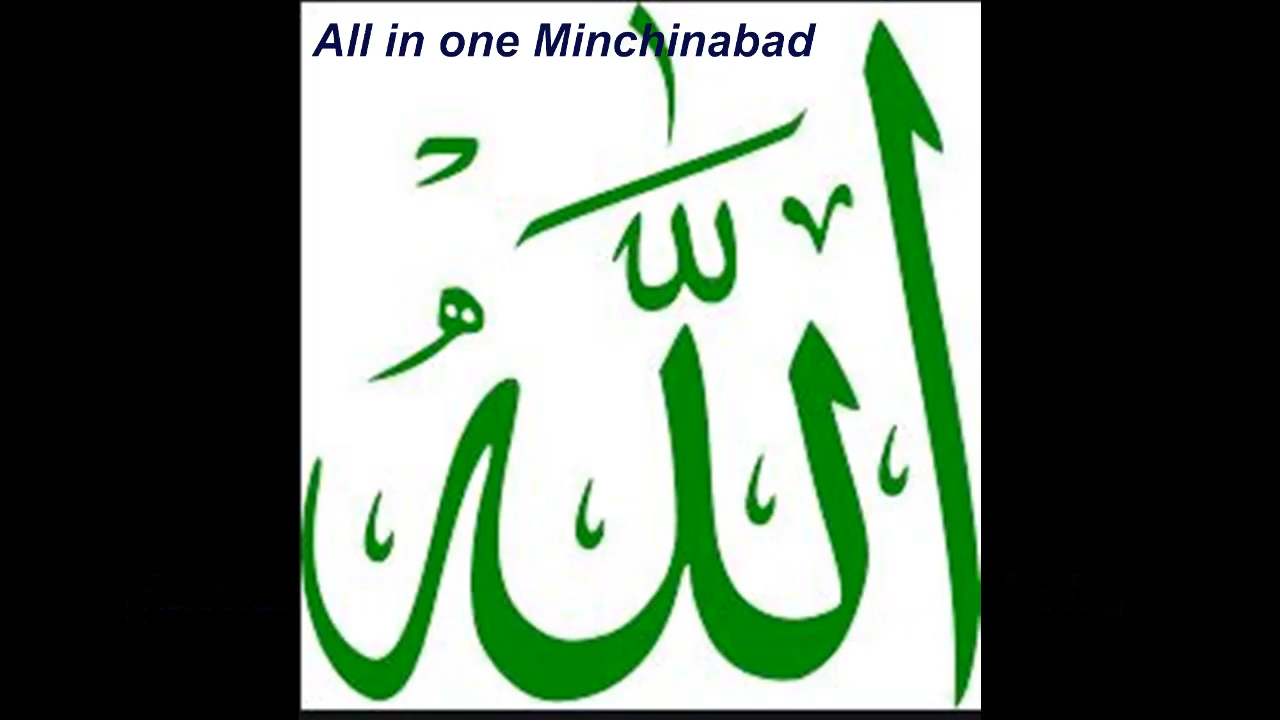 All in one Minchinabad
الله